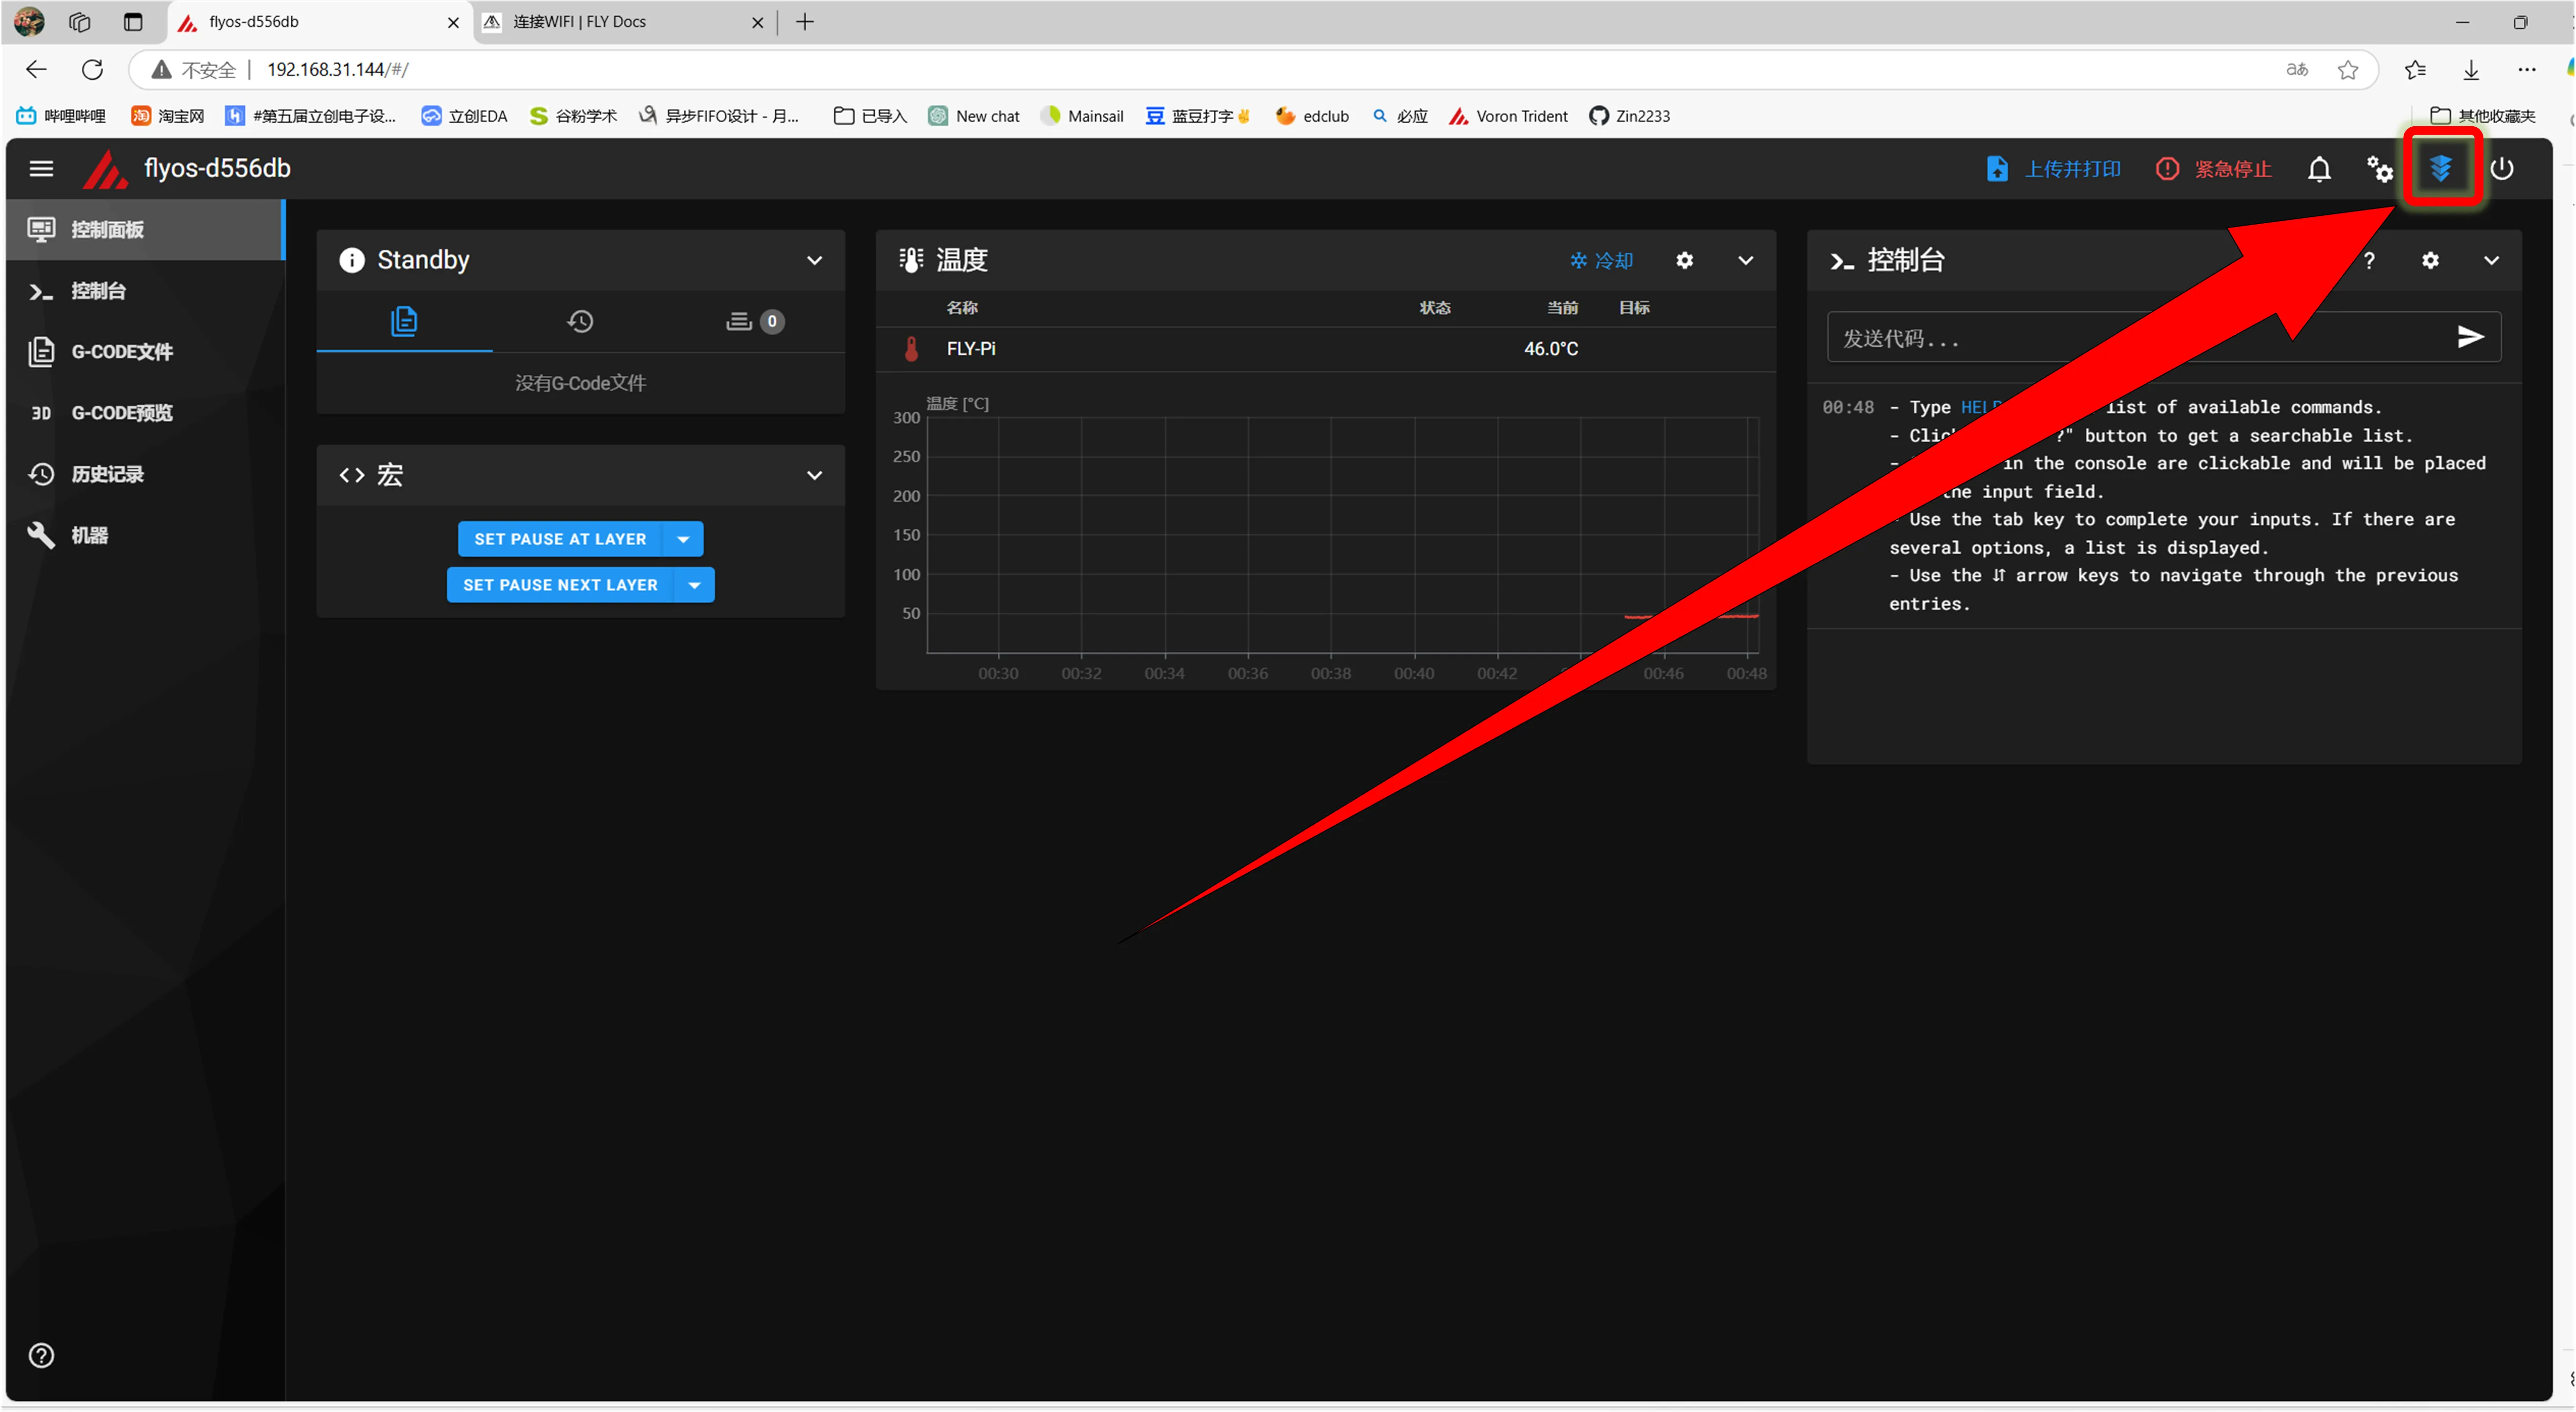 flyos-d556db
连接WIFI | FLY Docs
不安全
192.168.31.144/#/
aあ
哔哩哔哩
淘宝网
#第五届立创电子设...
立创EDA
谷粉学术
异步FIFO设计 - 月...
已导入
New chat
Mainsail
蓝豆打字✌
edclub
必应
Voron Trident
Zin2233
其他收藏夹
flyos-d556db
上传并打印
紧急停止
控制面板
控制台
G-CODE文件
3D G-CODE预览
历史记录
机器
Standby
0
没有G-Code文件
宏
SET PAUSE AT LAYER
SET PAUSE NEXT LAYER
温度
冷却
名称 状态 当前 目标
FLY-Pi 46.0°C
温度 [°C]
300
250
200
150
100
50
00:30 00:32 00:34 00:36 00:38 00:40 00:42 00:46 00:48
控制台
?
发送代码...
00:48 - Type HELP list of available commands.
- Click ?" button to get a searchable list.
- in the console are clickable and will be placed
the input field.
- Use the tab key to complete your inputs. If there are
several options, a list is displayed.
- Use the ⇵ arrow keys to navigate through the previous
entries.